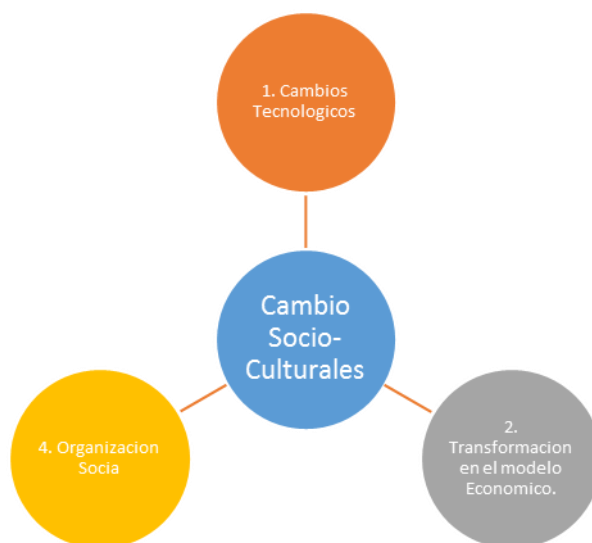 1. Cambios
Tecnologicos
Cambio
Socio-
Culturales
4. Organizacion
Socia
2.
Transformacion
en el modelo
Economico.